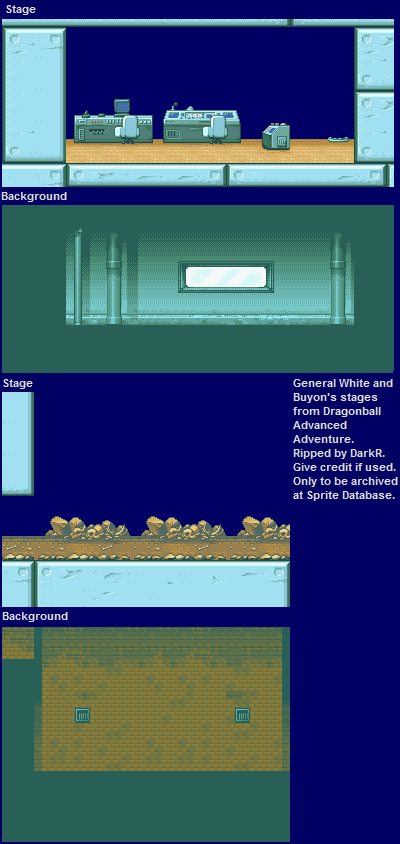 Stage
Background
Stage
General White and
Buyon's stages
from Dragonball
Advanced
Adventure.
Ripped by DarkR.
Give credit if used.
Only to be archived
at Sprite Database.
Background